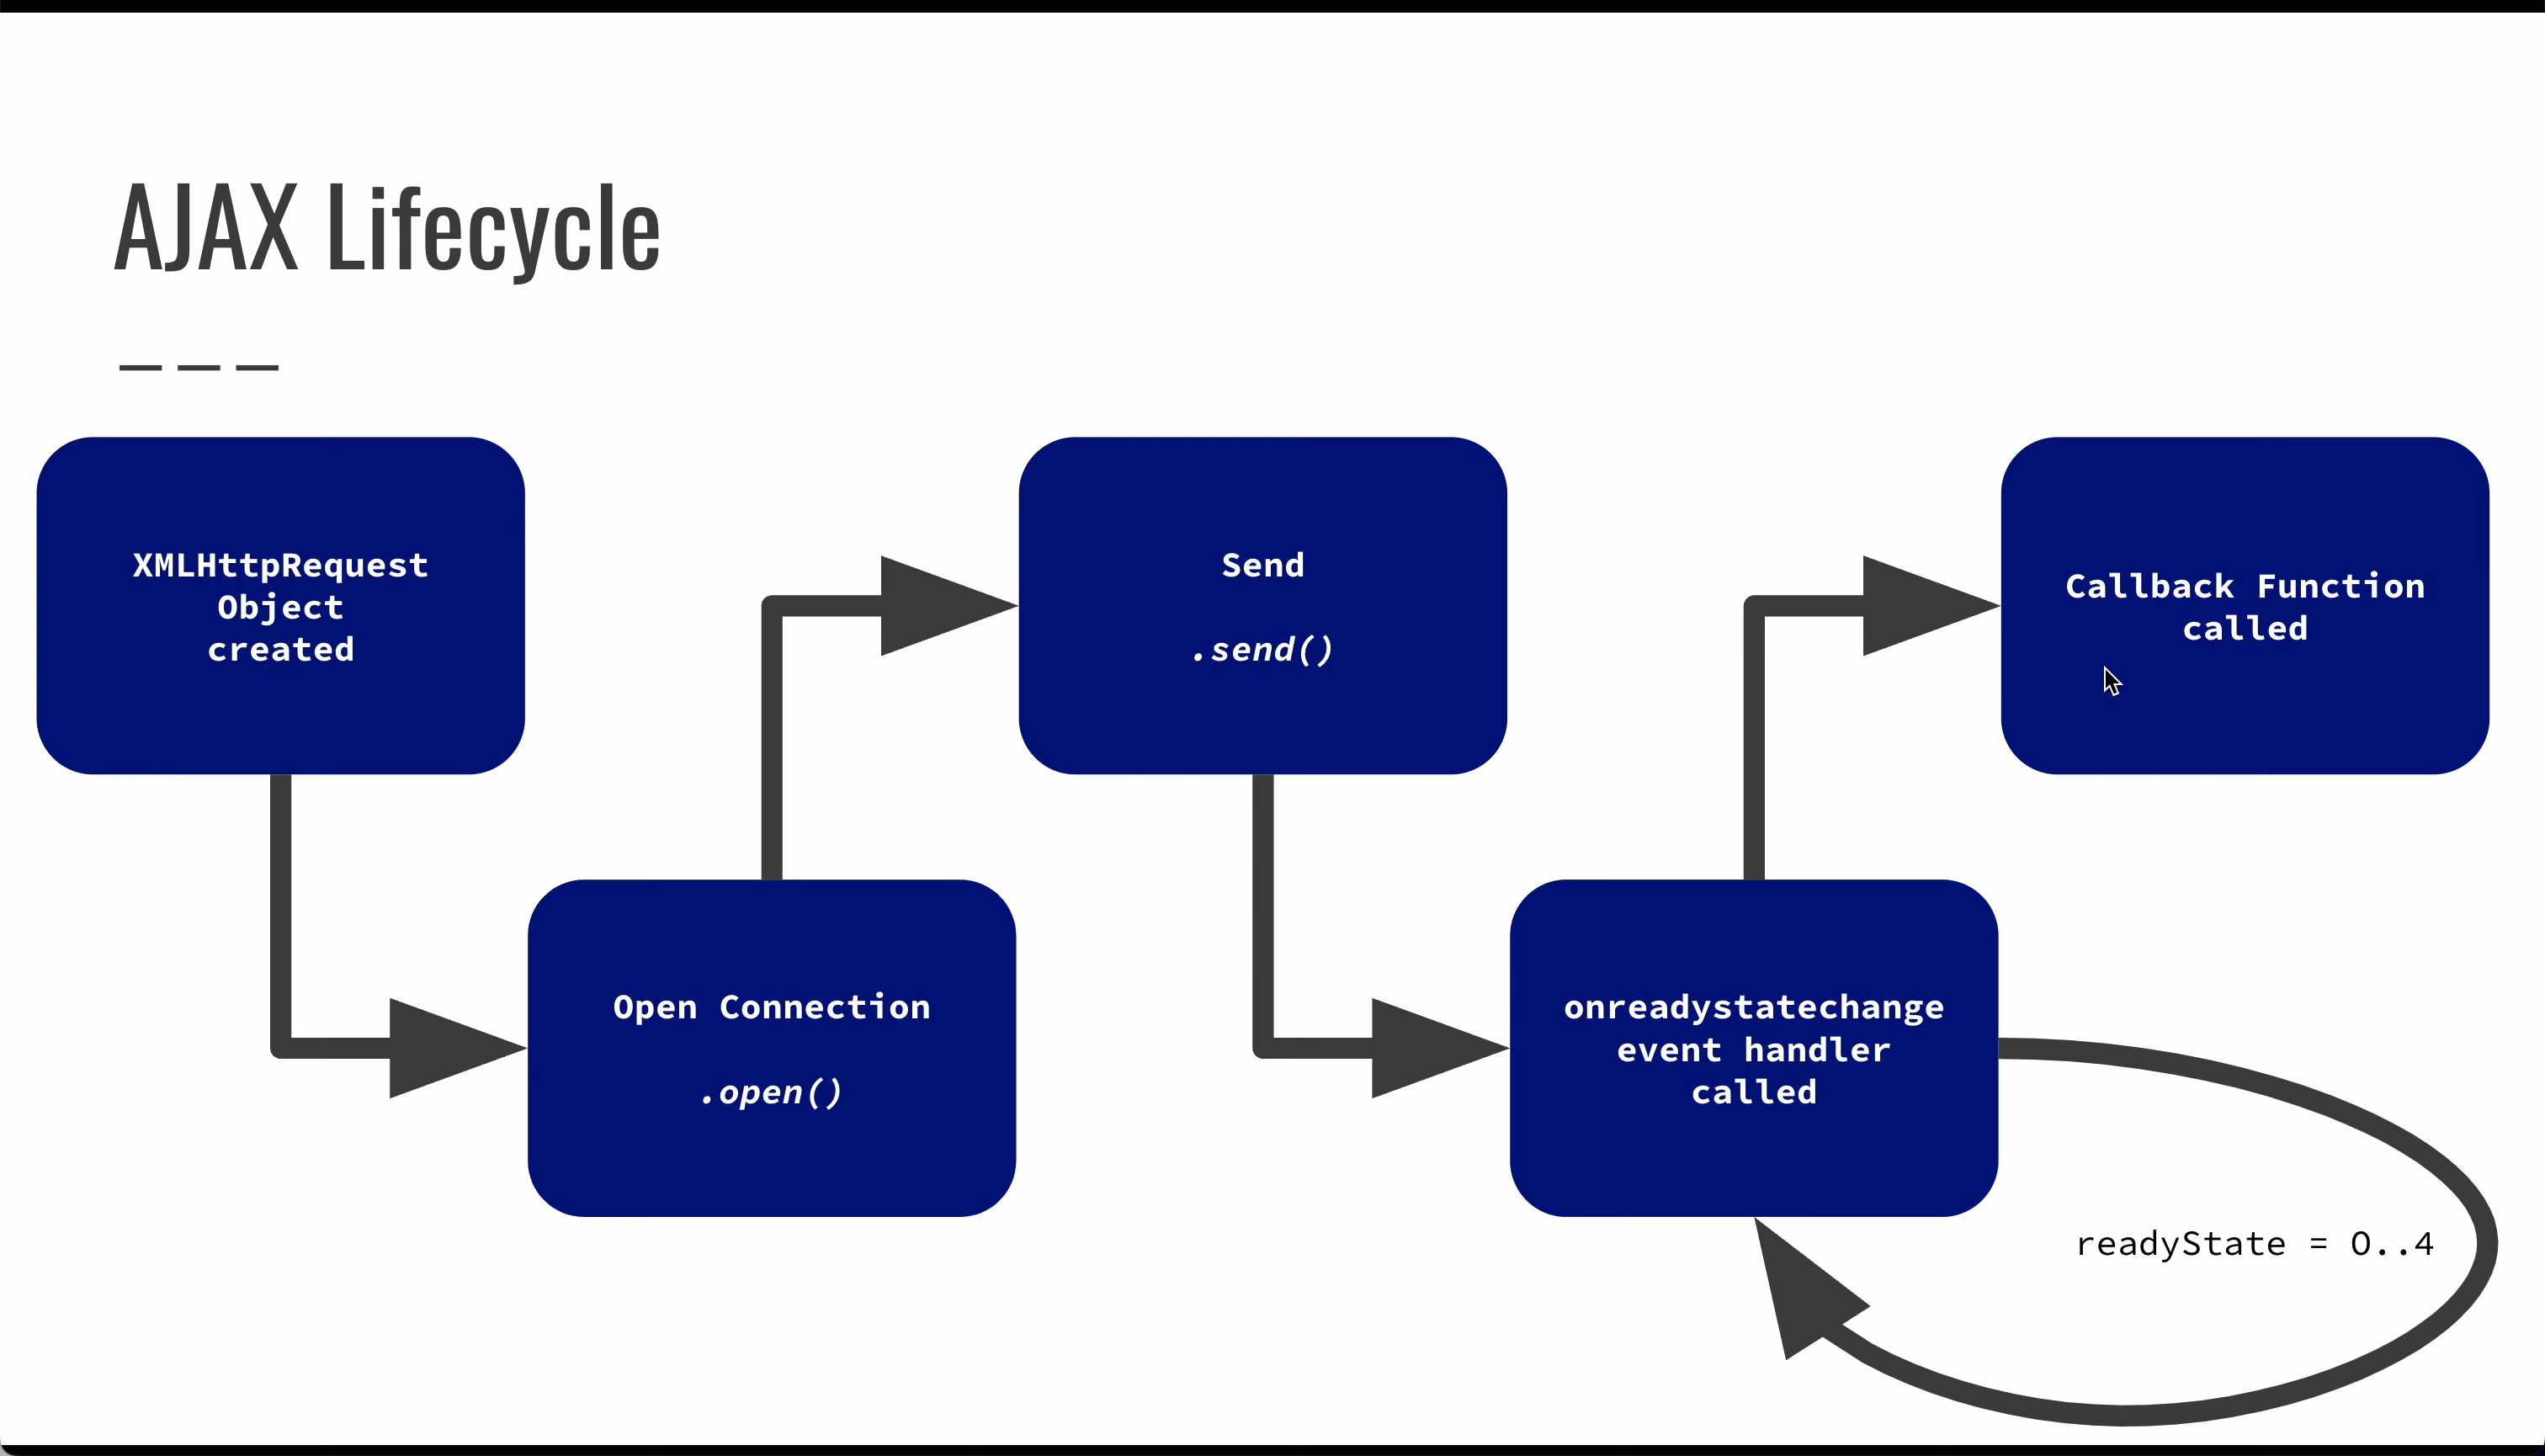 AJAX Lifecycle
XMLHttpRequest
Object
created
Open Connection
.open()
Send
.send()
onreadystatechange
event handler
called
readyState = 0..4
Callback Function
called